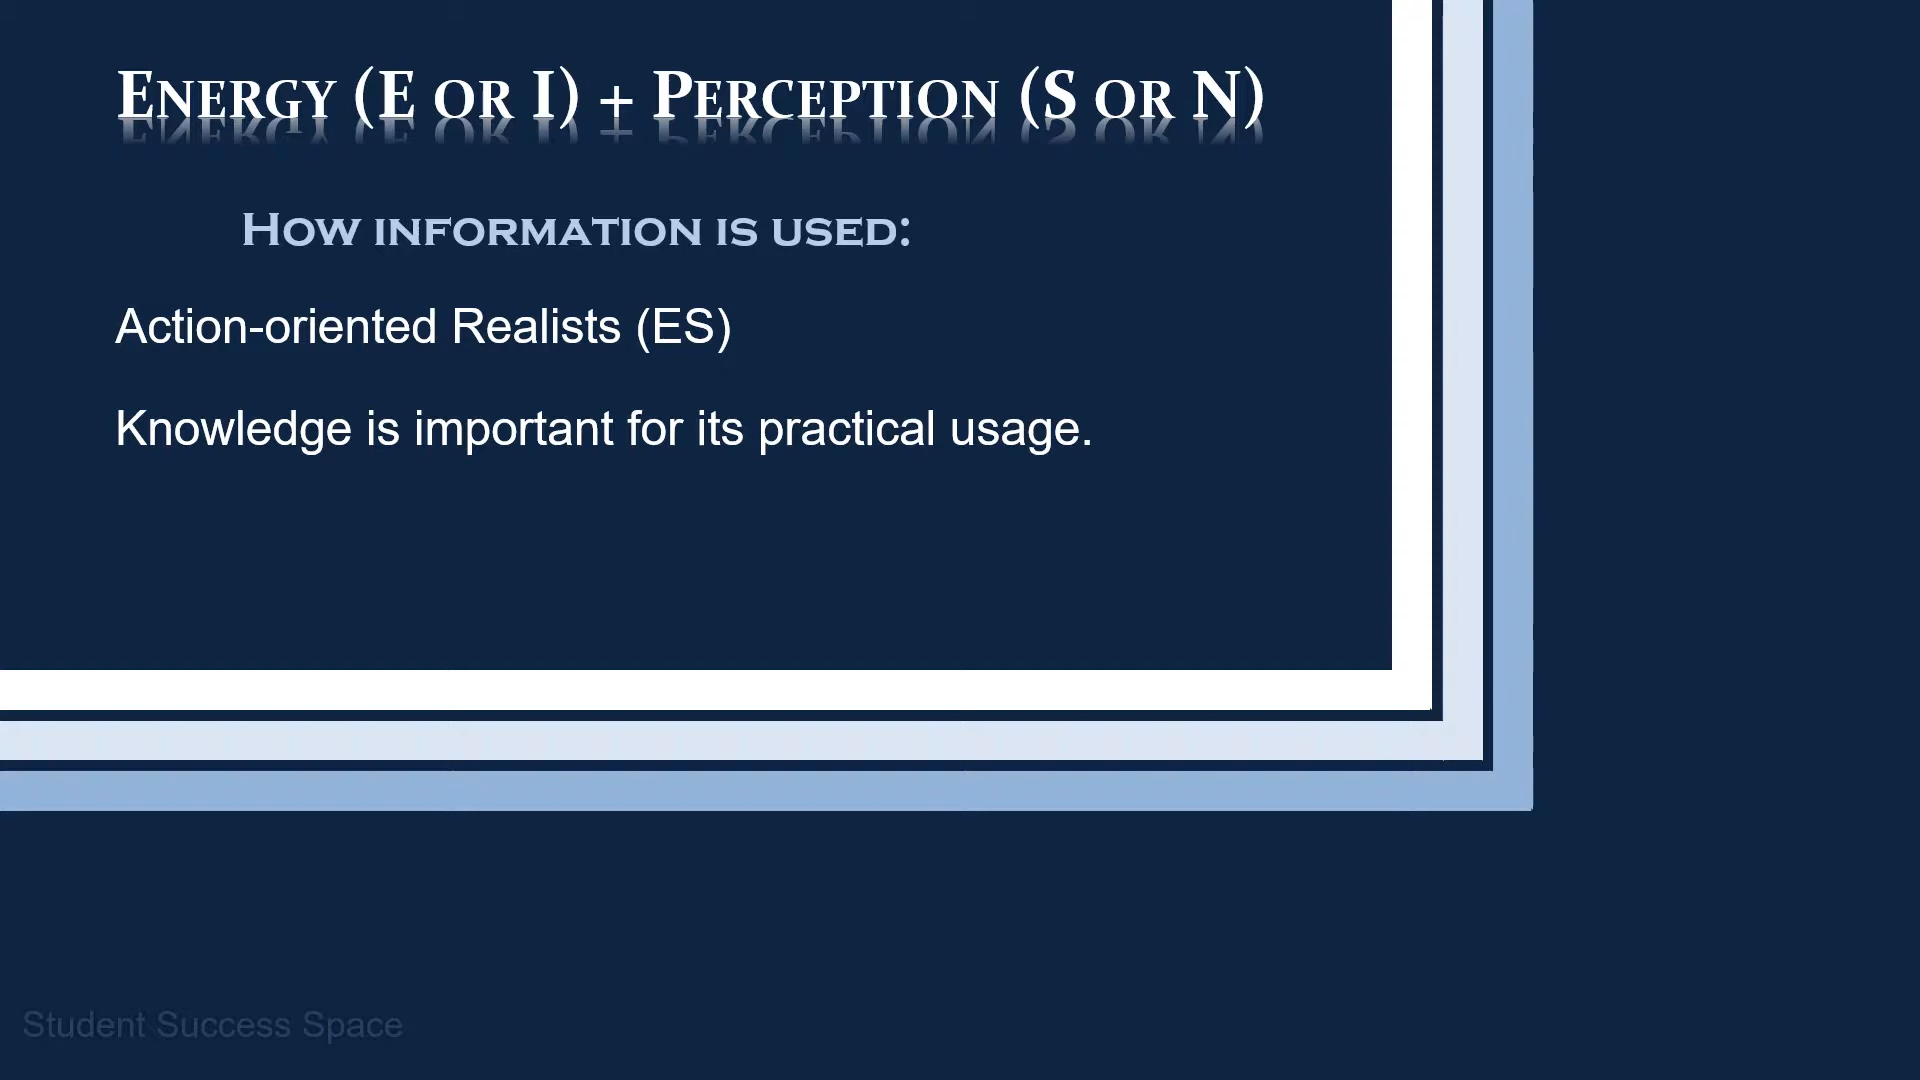 Energy (E or I) + Perception (S or N)
How information is used:
Action-oriented Realists (ES)
Knowledge is important for its practical usage.
Student Success Space